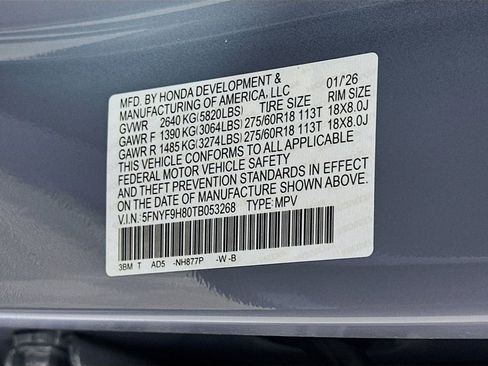 MFD. BY HONDA DEVELOPMENT & 01/26
MANUFACTURING OF AMERICA, LLC
GVWR 2640 KG(5820LBS) TIRE SIZE RIM SIZE
GAWR F 1390 KG(3064LBS) 275/60R18 113T 18X8.0J
GAWR R 1485 KG(3274LBS) 275/60R18 113T 18X8.0J
THIS VEHICLE CONFORMS TO ALL APPLICABLE
FEDERAL MOTOR VEHICLE SAFETY
AND THEFT PREVENTION STANDARDS IN EFFECT
ON THE DATE OF MANUFACTURE SHOWN ABOVE.
V.I.N. 5FNYF9H80TB053268 TYPE: MPV
3BM T AD5 -NH877P -W -B